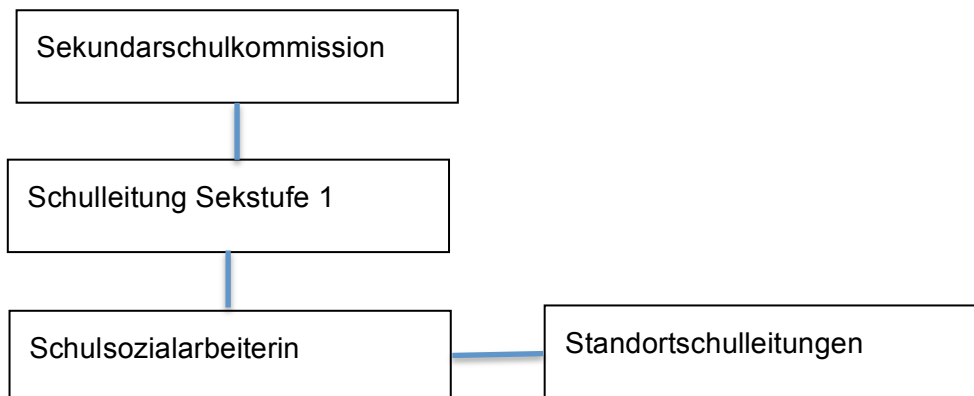 Sekundarschulkommission
Schulleitung Sekstufe 1
Schulsozialarbeiterin
Standortschulleitungen